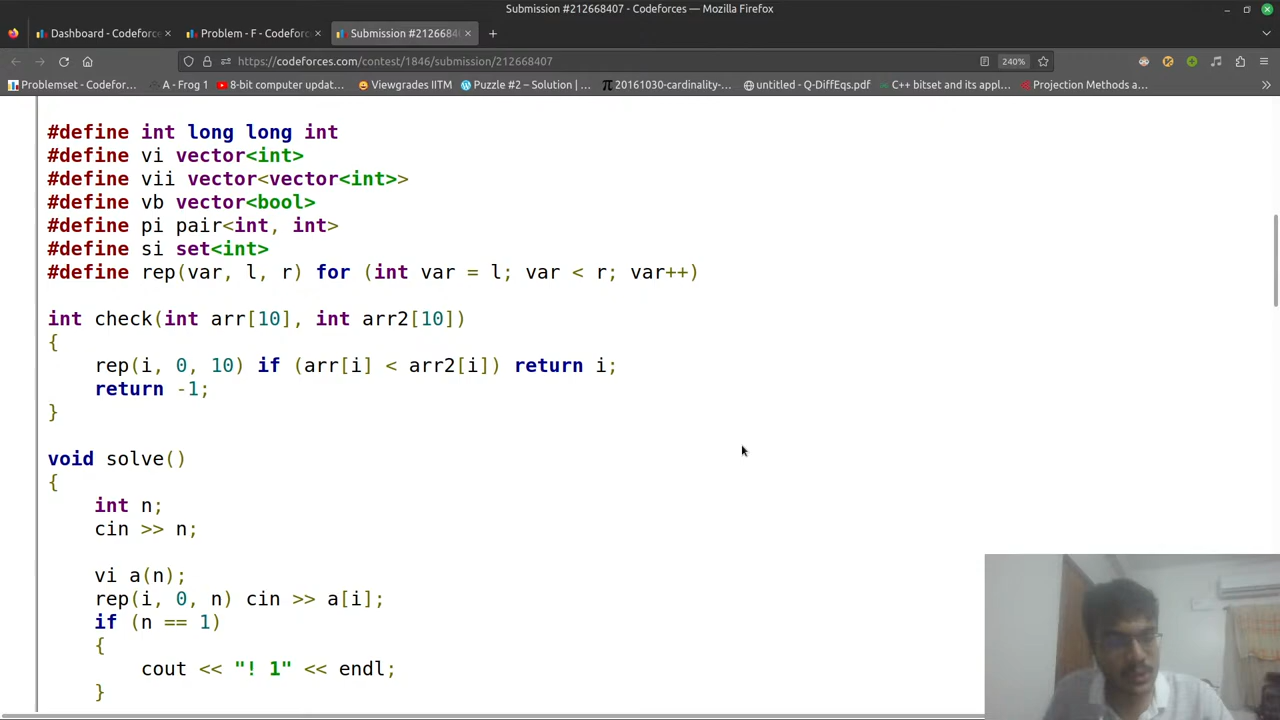 Submission #212668407 - Codeforces — Mozilla Firefox
Dashboard - Codeforce
Problem - F - Codeforc
Submission #2126684
https://codeforces.com/contest/1846/submission/212668407
240%
Problemset - Codefor...
A - Frog 1
8-bit computer updat...
Viewgrades IITM
Puzzle #2 – Solution | ...
20161030-cardinality-...
untitled - Q-DiffEqs.pdf
C++ bitset and its appl...
Projection Methods a...
#define int long long int
#define vi vector<int>
#define vii vector<vector<int>>
#define vb vector<bool>
#define pi pair<int, int>
#define si set<int>
#define rep(var, l, r) for (int var = l; var < r; var++)
int check(int arr[10], int arr2[10])
{
rep(i, 0, 10) if (arr[i] < arr2[i]) return i;
return -1;
}
void solve()
{
int n;
cin >> n;
vi a(n);
rep(i, 0, n) cin >> a[i];
if (n == 1)
{
cout << "! 1" << endl;
}